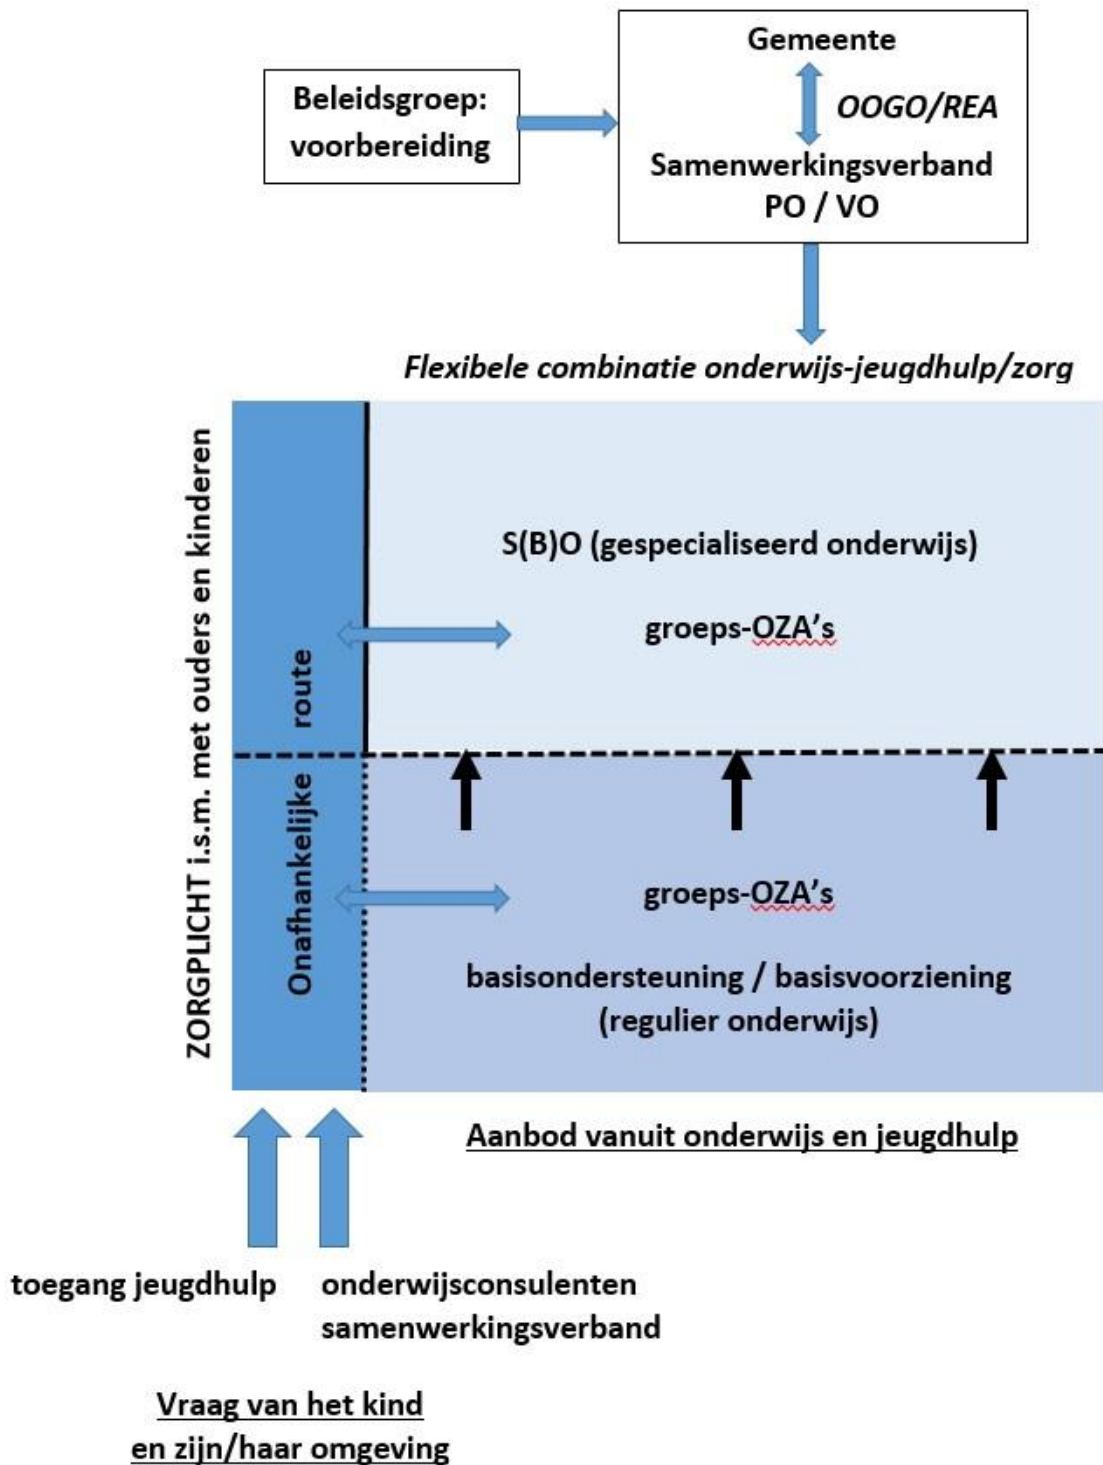 Gemeente
OOGO/REA
Samenwerkingsverband
PO / VO
Beleidsgroep:
voorbereiding
Flexibele combinatie onderwijs-jeugdhulp/zorg
ZORGPLICHT i.s.m. met ouders en kinderen
Onafhankelijke route
S(B)O (gespecialiseerd onderwijs)
groeps-OZA's
groeps-OZA's
basisondersteuning / basisvoorziening
(regulier onderwijs)
Aanbod vanuit onderwijs en jeugdhulp
toegang jeugdhulp
onderwijsconsulenten
samenwerkingsverband
Vraag van het kind
en zijn/haar omgeving